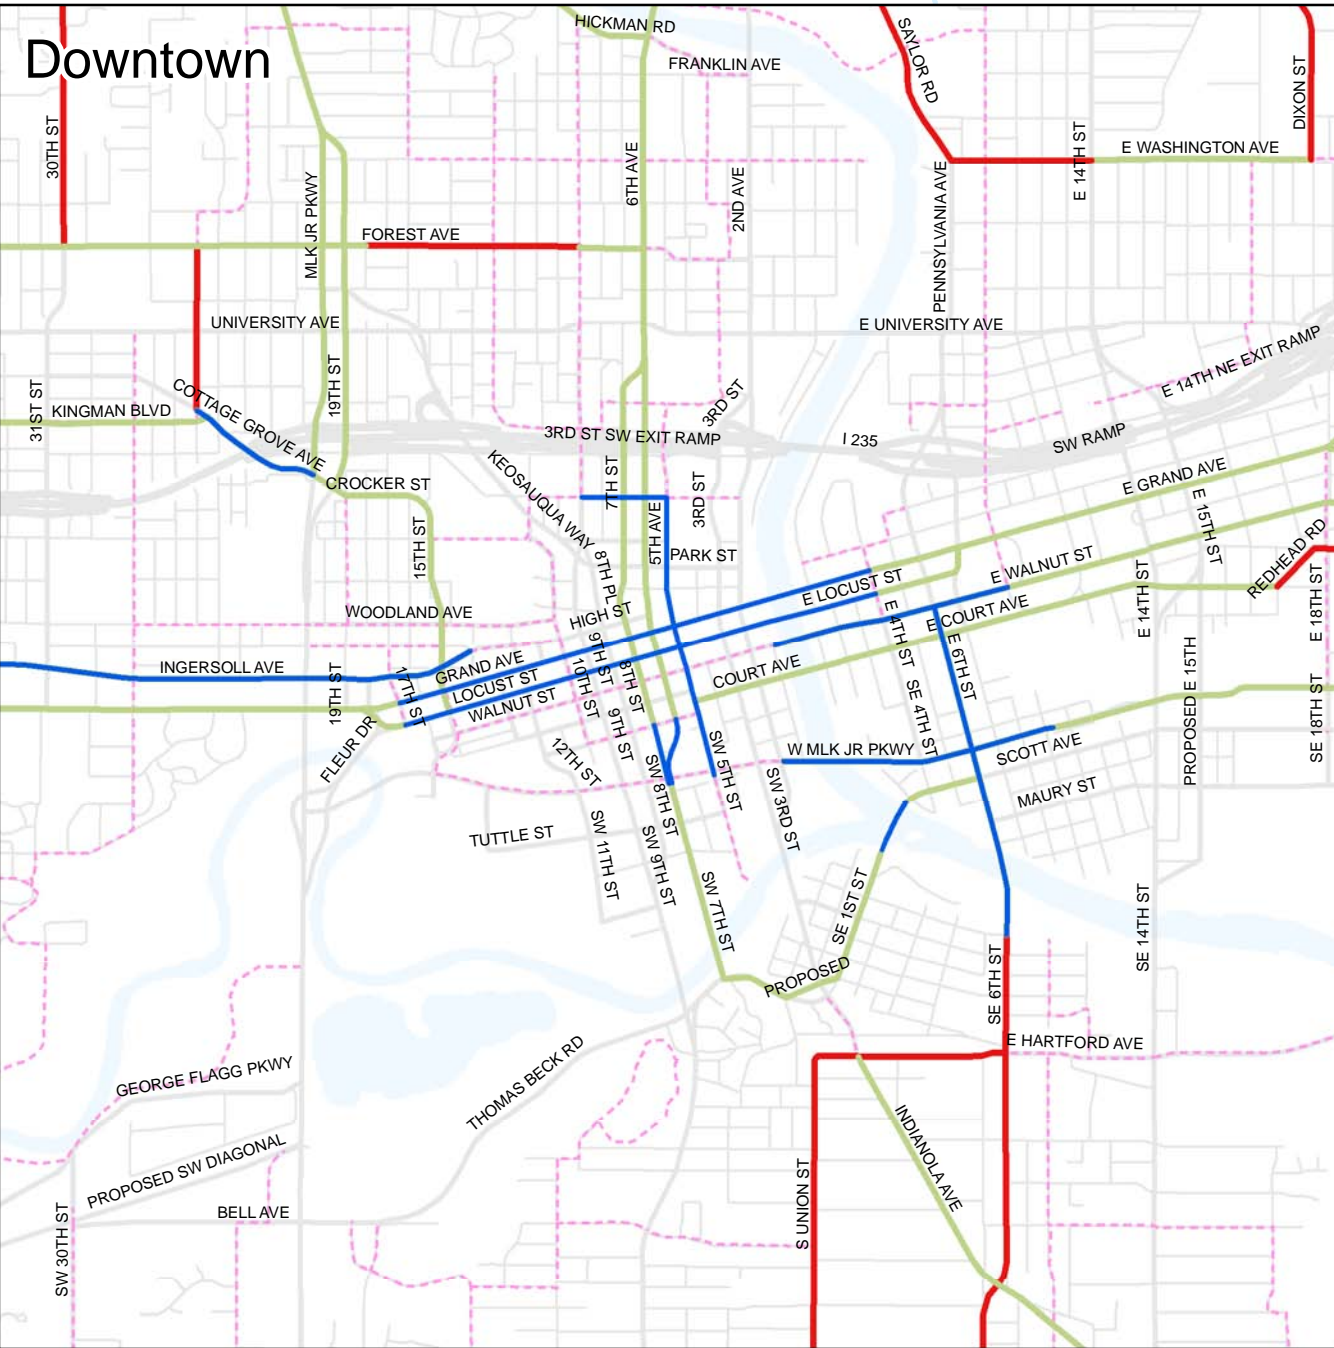 HICKMAN RD
SAYLOR RD
Downtown
FRANKLIN AVE
DIXON ST
30TH ST
E 14TH ST
E WASHINGTON AVE
6TH AVE
2ND AVE
MLK JR PKWY
PENNSYLVANIA AVE
FOREST AVE
UNIVERSITY AVE
E UNIVERSITY AVE
E 14TH NE EXIT RAMP
31ST ST
KINGMAN BLVD
COTTAGE GROVE AVE
19TH ST
3RD ST
3RD ST SW EXIT RAMP
I 235
SW RAMP
KEOSAUQUA WAY
7TH ST
CROCKER ST
3RD ST
E GRAND AVE
15TH ST
5TH AVE
E 15TH ST
PARK ST
8TH PL
E LOCUST ST
E WALNUT ST
REDHEAD RD
WOODLAND AVE
HIGH ST
E COURT AVE
E 14TH ST
E 18TH ST
E 4TH ST
E 6TH ST
INGERSOLL AVE
GRAND AVE
9TH ST
8TH ST
10TH ST
COURT AVE
19TH ST
17TH ST
LOCUST ST
WALNUT ST
9TH ST
SE 4TH ST
PROPOSED E 15TH
SE 18TH ST
FLEUR DR
12TH ST
SW 8TH ST
SW 5TH ST
W MLK JR PKWY
SCOTT AVE
SW 3RD ST
MAURY ST
TUTTLE ST
SW 11TH ST
SW 9TH ST
SW 7TH ST
SE 1ST ST
SE 14TH ST
PROPOSED
SE 6TH ST
E HARTFORD AVE
GEORGE FLAGG PKWY
THOMAS BECK RD
INDIANOLA AVE
PROPOSED SW DIAGONAL
S UNION ST
BELL AVE
SW 30TH ST